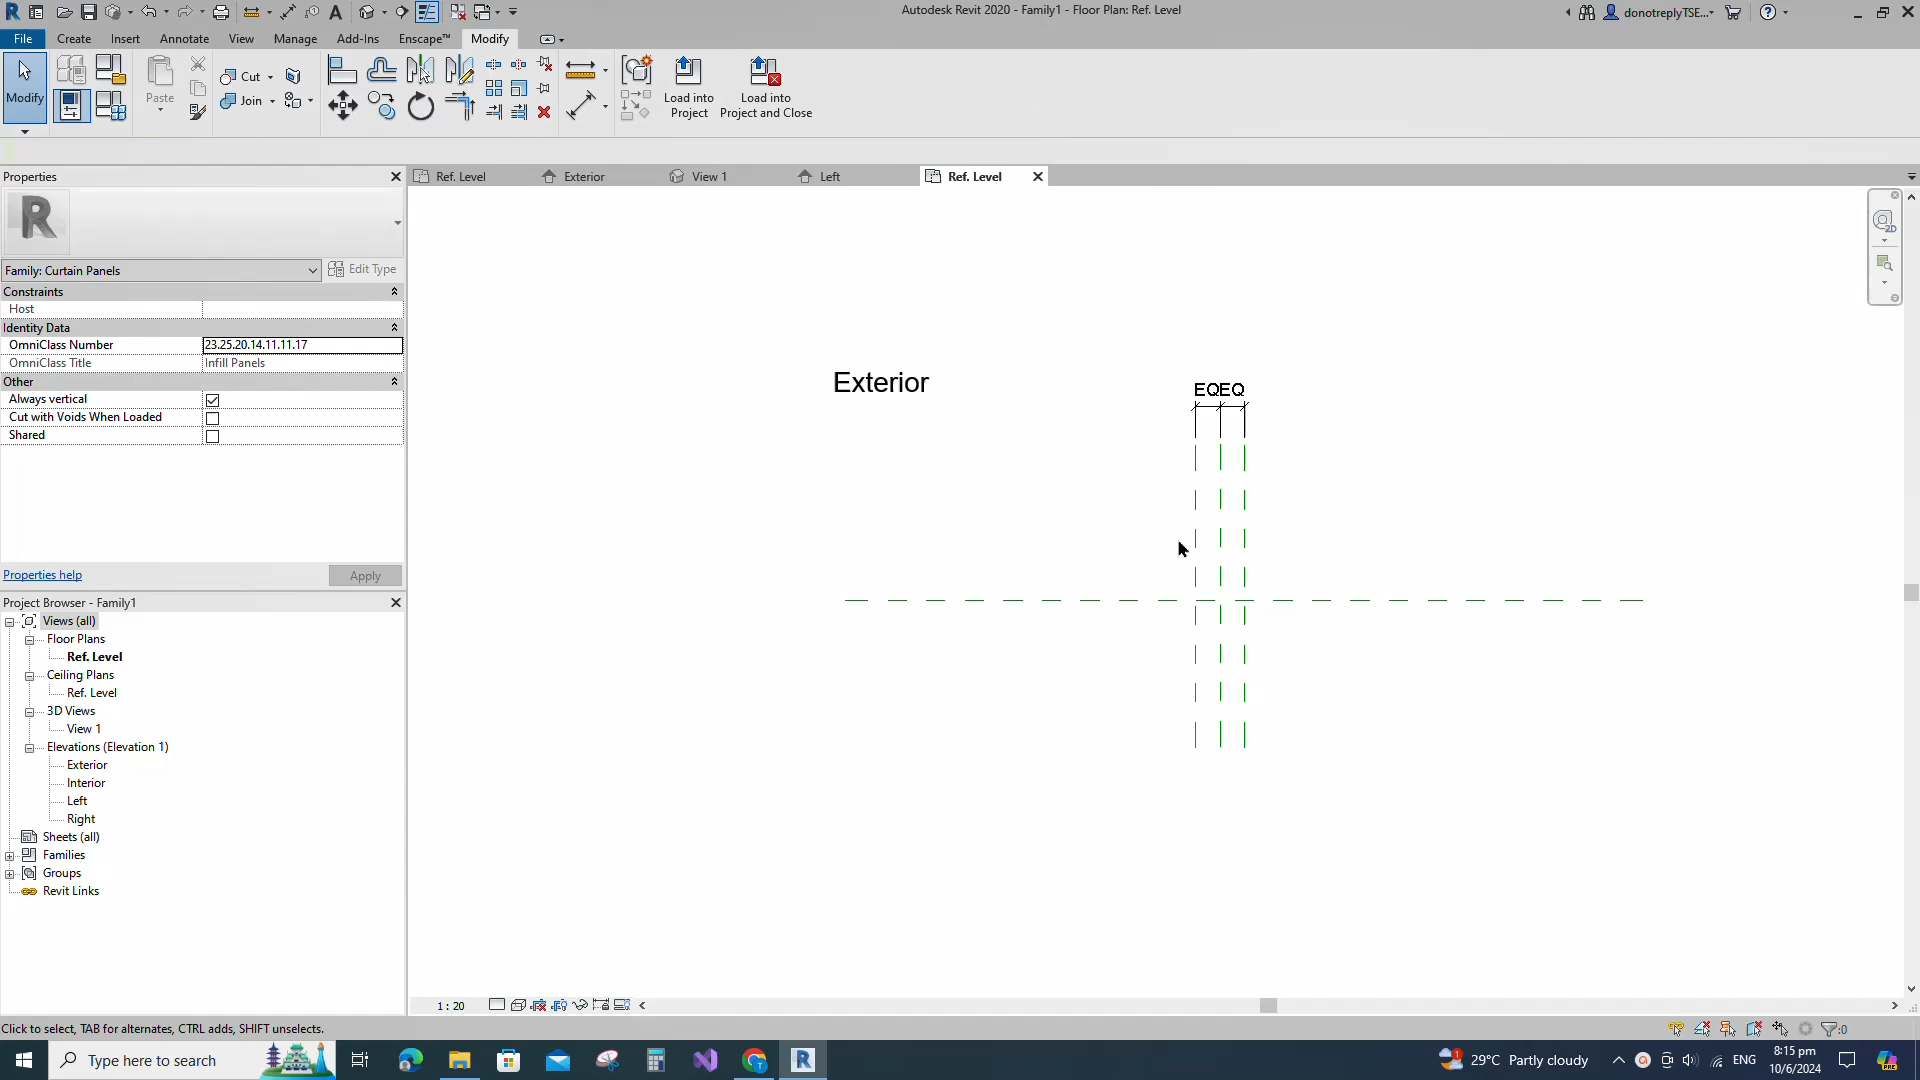 Autodesk Revit 2020 - Family1 - Floor Plan: Ref. Level
donotreplyTSE...
File
Create
Insert
Annotate
View
Manage
Add-Ins
Enscape™
Modify
Modify
Paste
Cut
Join
Load into Project
Load into Project and Close
Properties
Family: Curtain Panels
Edit Type
Constraints
Host
Identity Data
OmniClass Number 23.25.20.14.11.11.17
OmniClass Title Infill Panels
Other
Always vertical
Cut with Voids When Loaded
Shared
Properties help
Apply
Project Browser - Family1
Views (all)
Floor Plans
Ref. Level
Ceiling Plans
Ref. Level
3D Views
View 1
Elevations (Elevation 1)
Exterior
Interior
Left
Right
Sheets (all)
Families
Groups
Revit Links
Ref. Level
Exterior
View 1
Left
Ref. Level
2D
Exterior
EQEQ
1 : 20
Click to select, TAB for alternates, CTRL adds, SHIFT unselects.
:0
Type here to search
29°C Partly cloudy
ENG
8:15 pm
10/6/2024